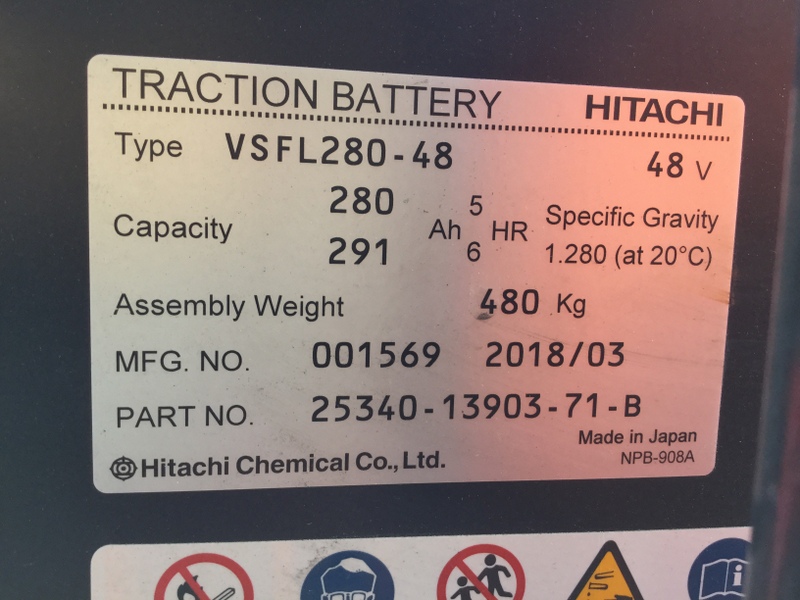 TRACTION BATTERY HITACHI
Type VSFL280-48 48 V
Capacity 280 291 Ah 5 6 HR Specific Gravity
1.280 (at 20°C)
Assembly Weight 480 Kg
MFG. NO. 001569 2018/03
PART NO. 25340-13903-71-B
Made in Japan
Hitachi Chemical Co., Ltd. NPB-908A